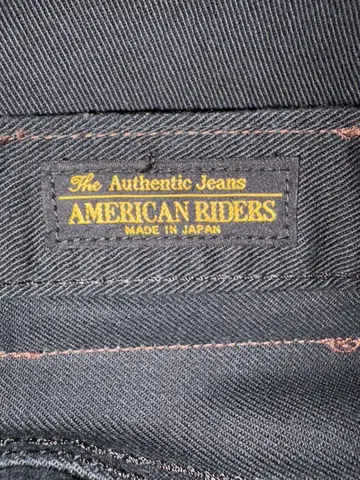 The Authentic Jeans
AMERICAN RIDERS
MADE IN JAPAN